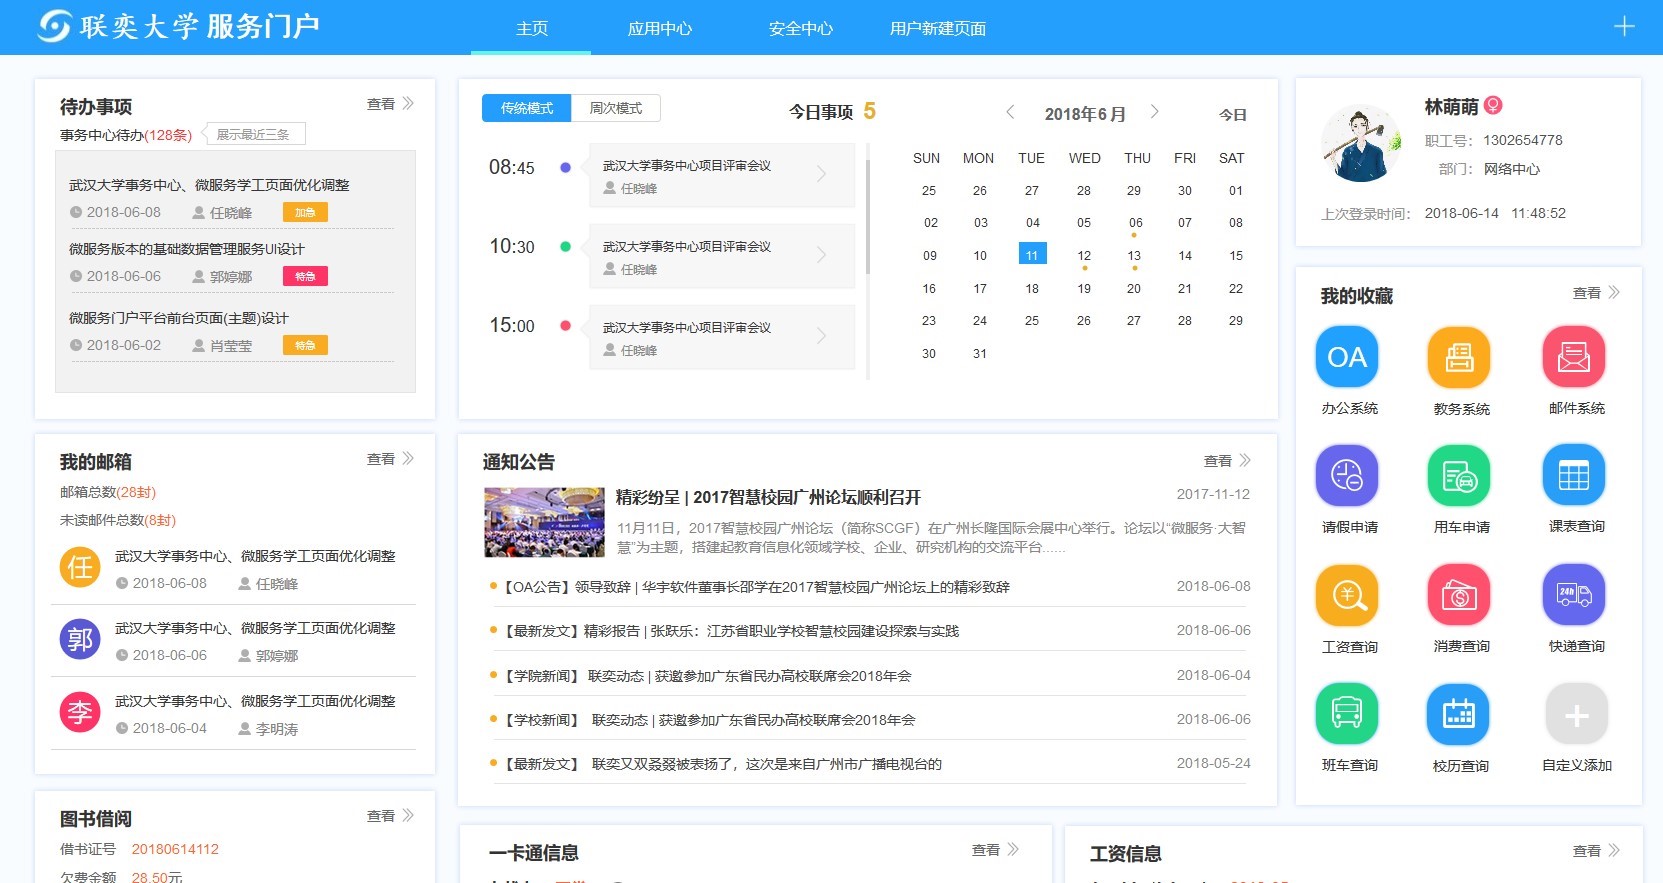 联奕大学 服务门户
主页 应用中心 安全中心 用户新建页面
待办事项 查看
事务中心待办(128条) 展示最近三条
武汉大学事务中心、微服务学工页面优化调整
2018-06-08 任晓峰 加急
微服务版本的基础数据管理服务UI设计
2018-06-06 郭婷娜 特急
微服务门户平台前台页面(主题)设计
2018-06-02 肖莹莹 特急
传统模式 周次模式 今日事项 5
08:45 武汉大学事务中心项目评审会议
任晓峰
10:30 武汉大学事务中心项目评审会议
任晓峰
15:00 武汉大学事务中心项目评审会议
任晓峰
2018年6月 今日
SUN MON TUE WED THU FRI SAT
25 26 27 28 29 30 01
02 03 04 05 06 07 08
09 10 11 12 13 14 15
16 17 18 19 20 21 22
23 24 25 26 27 28 29
30 31
林萌萌
职工号： 1302654778
部门： 网络中心
上次登录时间： 2018-06-14 11:48:52
我的收藏 查看
OA
办公系统 教务系统 邮件系统
请假申请 用车申请 课表查询
24h
工资查询 消费查询 快递查询
班车查询 校历查询 自定义添加
我的邮箱 查看
邮箱总数(28封)
未读邮件总数(8封)
任 武汉大学事务中心、微服务学工页面优化调整
2018-06-08 任晓峰
郭 武汉大学事务中心、微服务学工页面优化调整
2018-06-06 郭婷娜
李 武汉大学事务中心、微服务学工页面优化调整
2018-06-04 李明涛
通知公告 查看
精彩纷呈 | 2017智慧校园广州论坛顺利召开 2017-11-12
11月11日，2017智慧校园广州论坛（简称SCGF）在广州长隆国际会展中心举行。论坛以“微服务·大智
慧”为主题，搭建起教育信息化领域学校、企业、研究机构的交流平台......
【OA公告】领导致辞 | 华宇软件董事长邵学在2017智慧校园广州论坛上的精彩致辞 2018-06-08
【最新发文】精彩报告 | 张跃乐：江苏省职业学校智慧校园建设探索与实践 2018-06-06
【学院新闻】 联奕动态 | 获邀参加广东省民办高校联席会2018年会 2018-06-04
【学校新闻】 联奕动态 | 获邀参加广东省民办高校联席会2018年会 2018-06-06
【最新发文】 联奕又双叒叕被表扬了，这次是来自广州市广播电视台的 2018-05-24
图书借阅 查看
借书证号 20180614112
欠费金额 28.50元
一卡通信息 查看
工资信息 查看